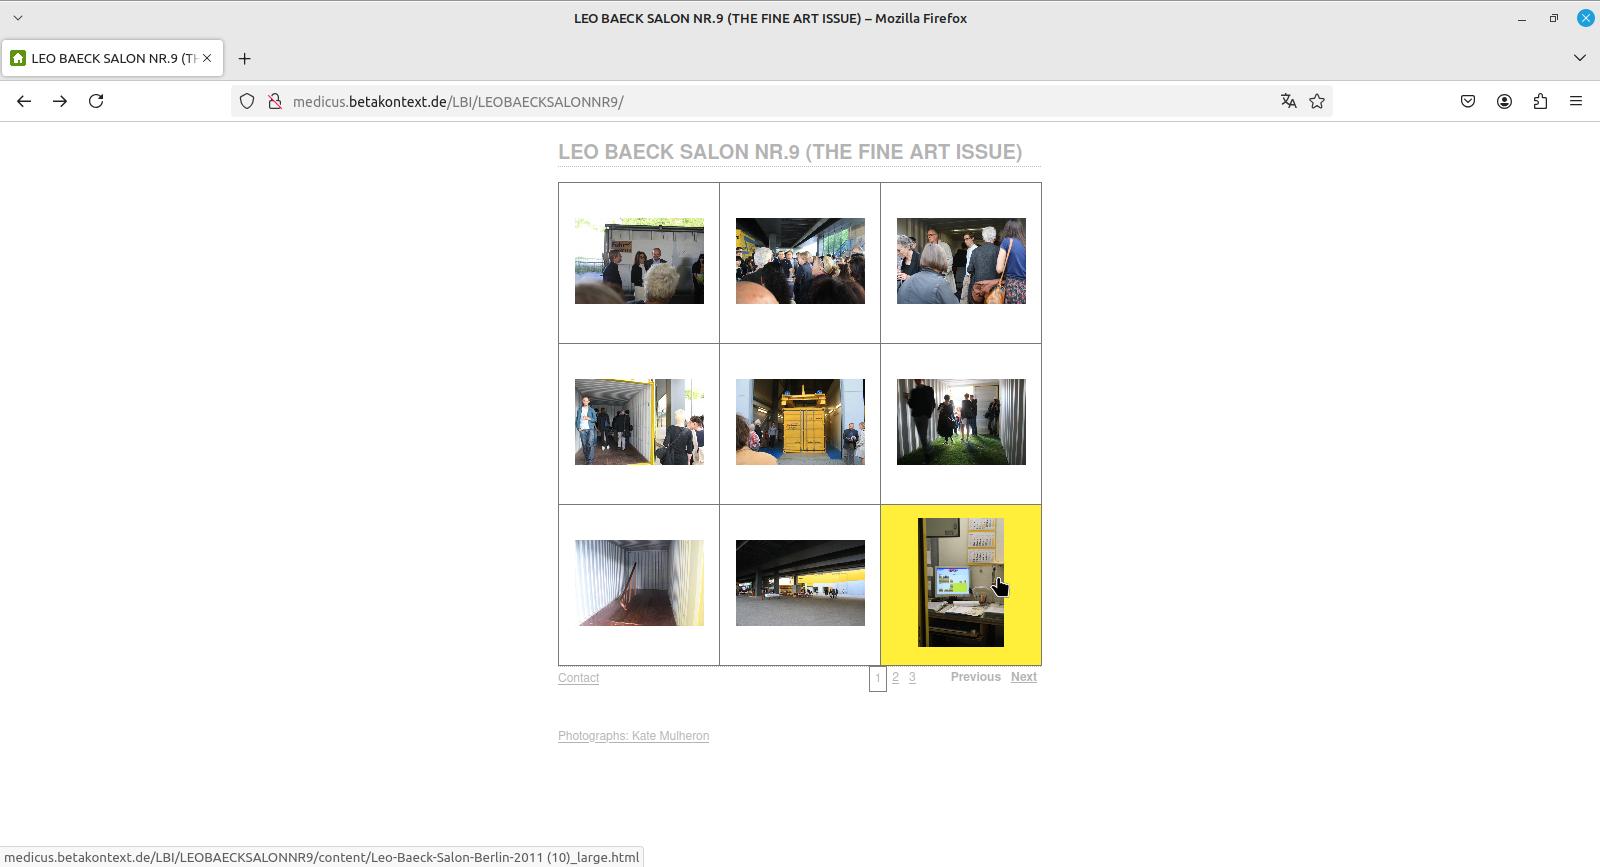 LEO BAECK SALON NR.9 (THE FINE ART ISSUE) – Mozilla Firefox
LEO BAECK SALON NR.9 (TH
medicus.betakontext.de/LBI/LEOBAECKSALONNR9/
LEO BAECK SALON NR.9 (THE FINE ART ISSUE)
Contact
1 2 3 Previous Next
Photographs: Kate Mulheron
medicus.betakontext.de/LBI/LEOBAECKSALONNR9/content/Leo-Baeck-Salon-Berlin-2011 (10)_large.html